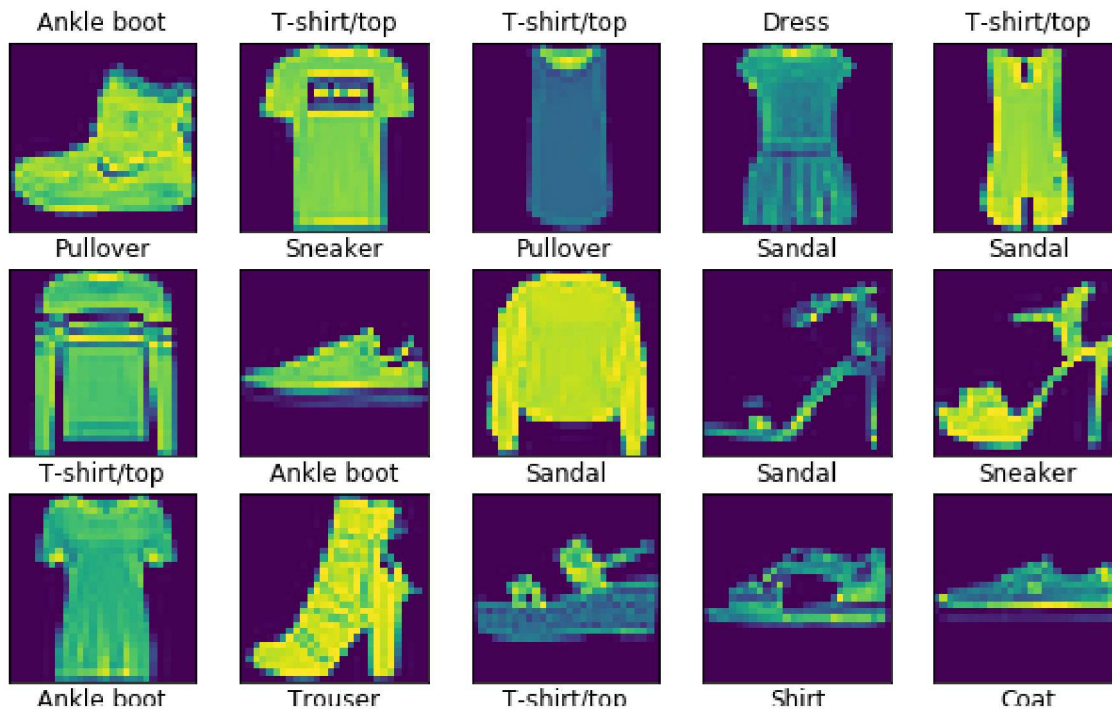 Ankle boot T-shirt/top T-shirt/top Dress T-shirt/top
Pullover Sneaker Pullover Sandal Sandal
T-shirt/top Ankle boot Sandal Sandal Sneaker
Ankle boot Trouser T-shirt/top Shirt Coat